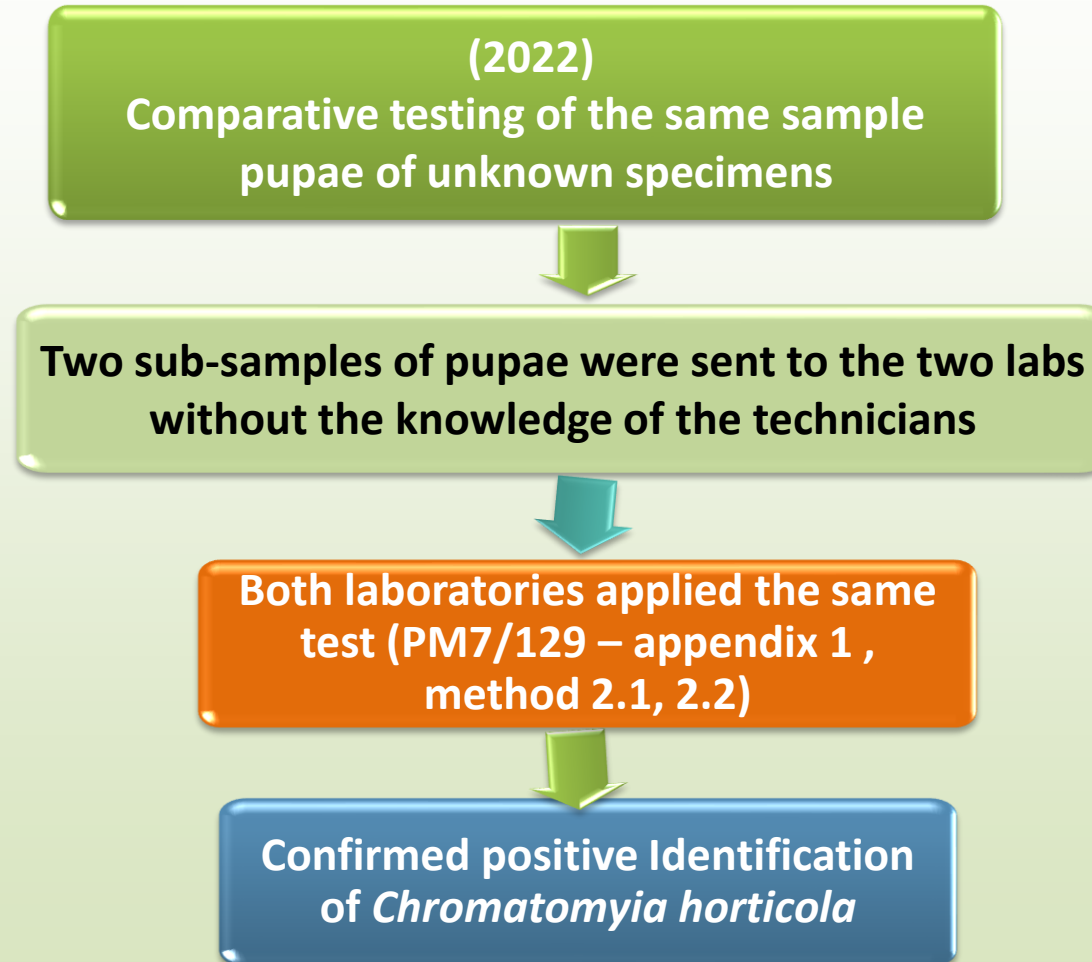 (2022)
Comparative testing of the same sample
pupae of unknown specimens
Two sub-samples of pupae were sent to the two labs
without the knowledge of the technicians
Both laboratories applied the same
test (PM7/129 – appendix 1 ,
method 2.1, 2.2)
Confirmed positive Identification
of Chromatomyia horticola